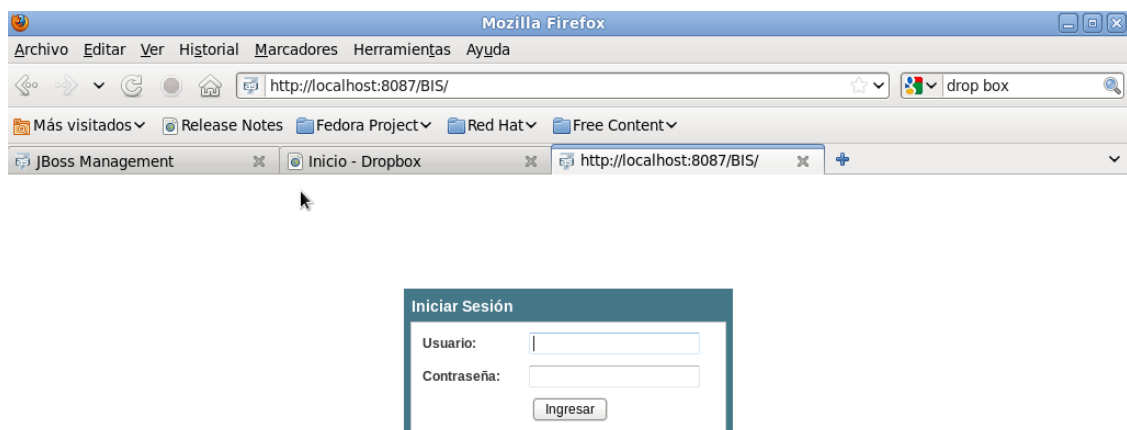 Mozilla Firefox
Archivo Editar Ver Historial Marcadores Herramientas Ayuda
http://localhost:8087/BIS/ drop box
Más visitados Release Notes Fedora Project Red Hat Free Content
JBoss Management Inicio - Dropbox http://localhost:8087/BIS/
Iniciar Sesión
Usuario:
Contraseña:
Ingresar